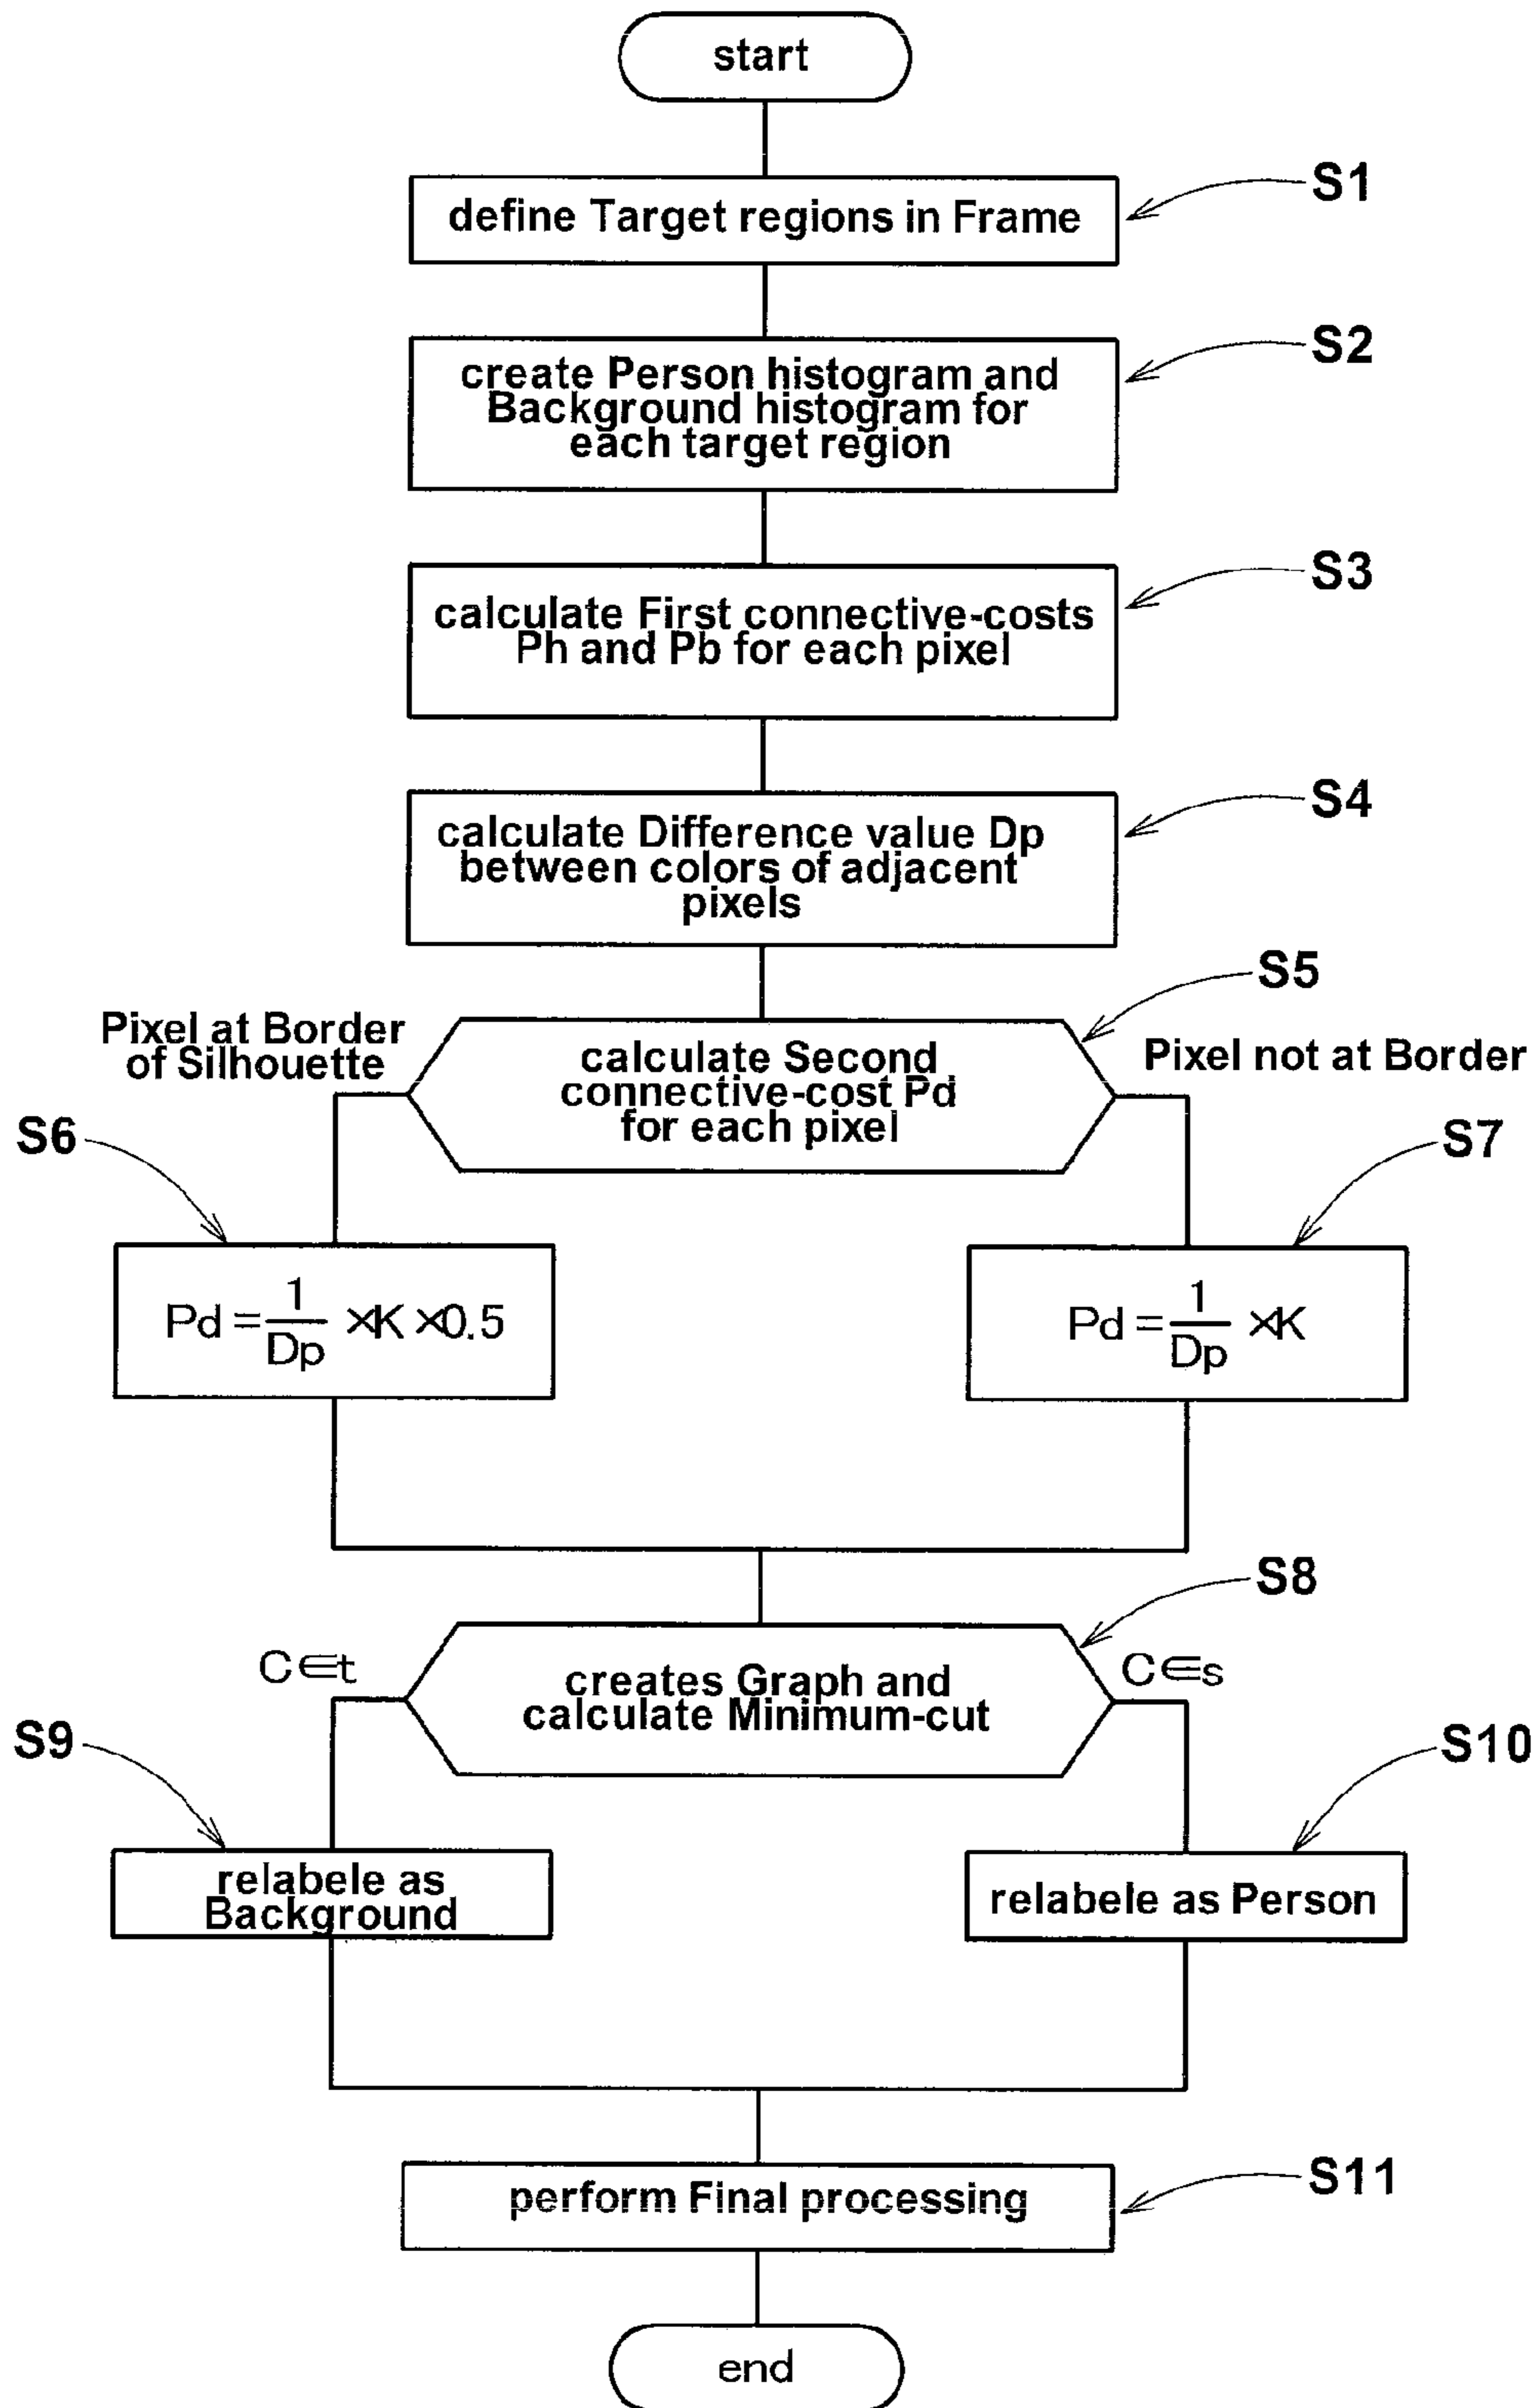 start
S1
define Target regions in Frame
S2
create Person histogram and
Background histogram for
each target region
S3
calculate First connective-costs
Ph and Pb for each pixel
S4
calculate Difference value Dp
between colors of adjacent
pixels
S5
Pixel at Border
of Silhouette
calculate Second
connective-cost Pd
for each pixel
Pixel not at Border
S6
S7
Pd = 1/Dp ×K ×0.5
Pd = 1/Dp ×K
S8
C∈t
creates Graph and
calculate Minimum-cut
C∈s
S9
S10
relabele as
Background
relabele as Person
S11
perform Final processing
end